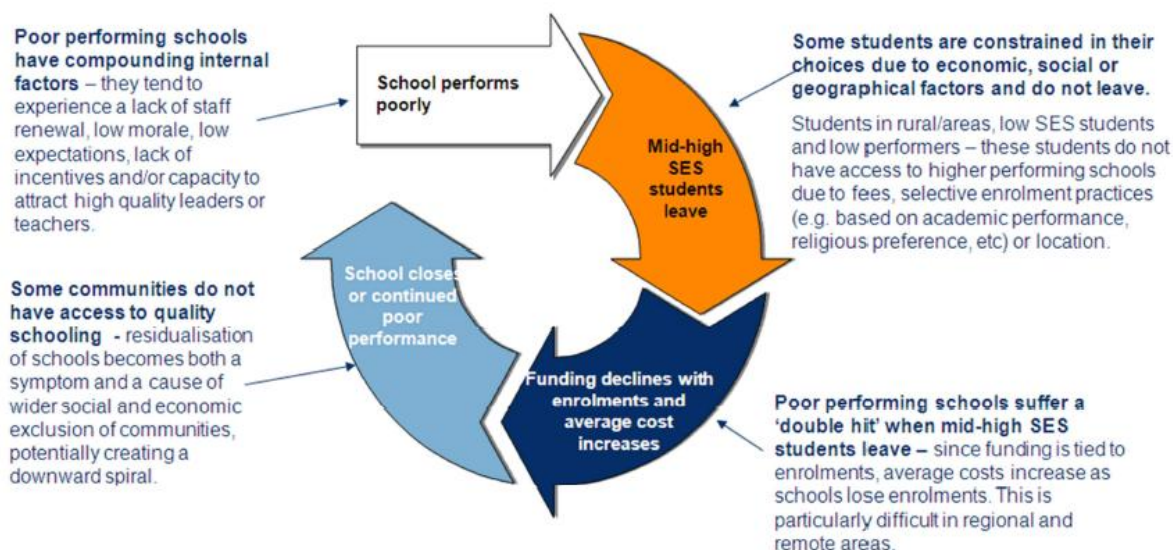 Poor performing schools
have compounding internal
factors – they tend to
experience a lack of staff
renewal, low morale, low
expectations, lack of
incentives and/or capacity to
attract high quality leaders or
teachers.
School performs
poorly
Some students are constrained in their
choices due to economic, social or
geographical factors and do not leave.
Students in rural/areas, low SES students
and low performers – these students do not
have access to higher performing schools
due to fees, selective enrolment practices
(e.g. based on academic performance,
religious preference, etc) or location.
Mid-high
SES
students
leave
Funding declines with
enrolments and
average cost
increases
Poor performing schools suffer a
‘double hit’ when mid-high SES
students leave – since funding is tied to
enrolments, average costs increase as
schools lose enrolments. This is
particularly difficult in regional and
remote areas.
School closes
or continued
poor
performance
Some communities do not
have access to quality
schooling - residualisation
of schools becomes both a
symptom and a cause of
wider social and economic
exclusion of communities,
potentially creating a
downward spiral.